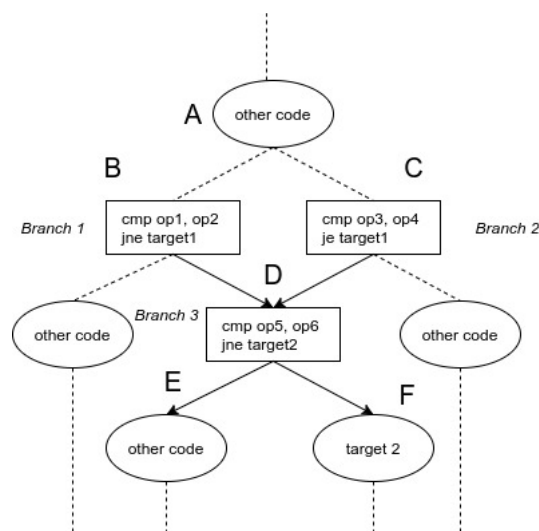 A
other code
B
C
Branch 1
cmp op1, op2
jne target1
cmp op3, op4
je target1
Branch 2
D
other code
Branch 3
cmp op5, op6
jne target2
other code
E
F
other code
target 2